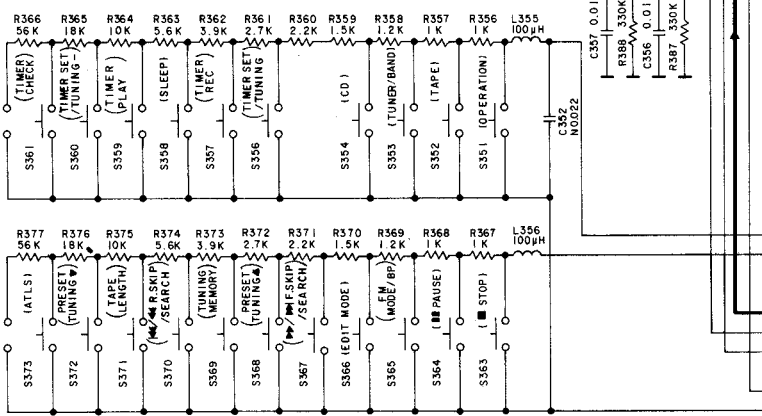 R366 R365 R364 R363 R362 R361 R360 R359 R358 R357 R356 L355
56K 18K 10K 5.6K 3.9K 2.7K 2.2K 1.5K 1.2K 1K 1K 100μH
(TIMER CHECK)
(TIMER SET /TUNING-)
(TIMER PLAY)
(SLEEP)
(TIMER REC)
(TIMER SET /TUNING
(CD)
(TUNER/BAND)
(TAPE)
(OPERATION)
S361 S360 S359 S358 S357 S356 S354 S353 S352 S351
C352
N0.022
C357 0.01
R388 330K
C356 0.01
R387 330K
R377 R376 R375 R374 R373 R372 R371 R370 R369 R368 R367 L356
56K 18K 10K 5.6K 3.9K 2.7K 2.2K 1.5K 1.2K 1K 1K 100μH
(ATLS)
(PRESET TUNING▼)
(TAPE LENGTH)
(◀◀/◀◀ R.SKIP /SEARCH)
(TUNING MEMORY)
(PRESET TUNING▲)
(▶▶/▶▶ F.SKIP /SEARCH)
(EDIT MODE)
(FM MODE/BP)
(▮▮ PAUSE)
(■ STOP)
S373 S372 S371 S370 S369 S368 S367 S366 S365 S364 S363